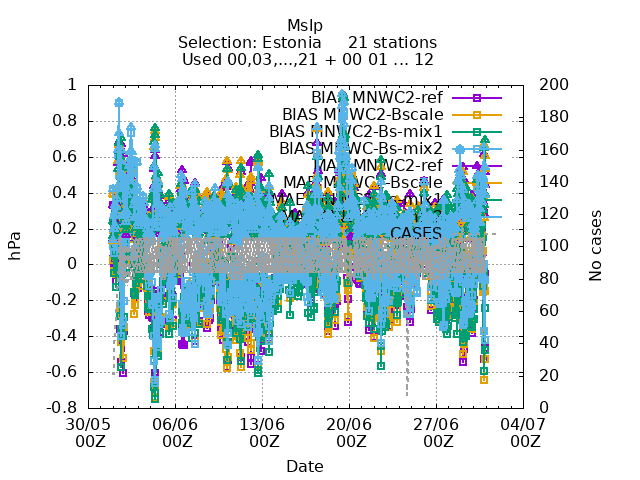 Mslp
Selection: Estonia 21 stations
Used 00,03,...,21 + 00 01 ... 12
hPa
1
0.8
0.6
0.4
0.2
0
-0.2
-0.4
-0.6
-0.8
BIAS MNWC2-ref
BIAS MNWC2-Bscale
BIAS MNWC2-Bs-mix1
BIAS MNWC-Bs-mix2
MNWC2-ref
CASES
200
180
160
140
120
100
80
60
40
20
0
No cases
30/05 00Z
06/06 00Z
13/06 00Z
20/06 00Z
27/06 00Z
04/07 00Z
Date